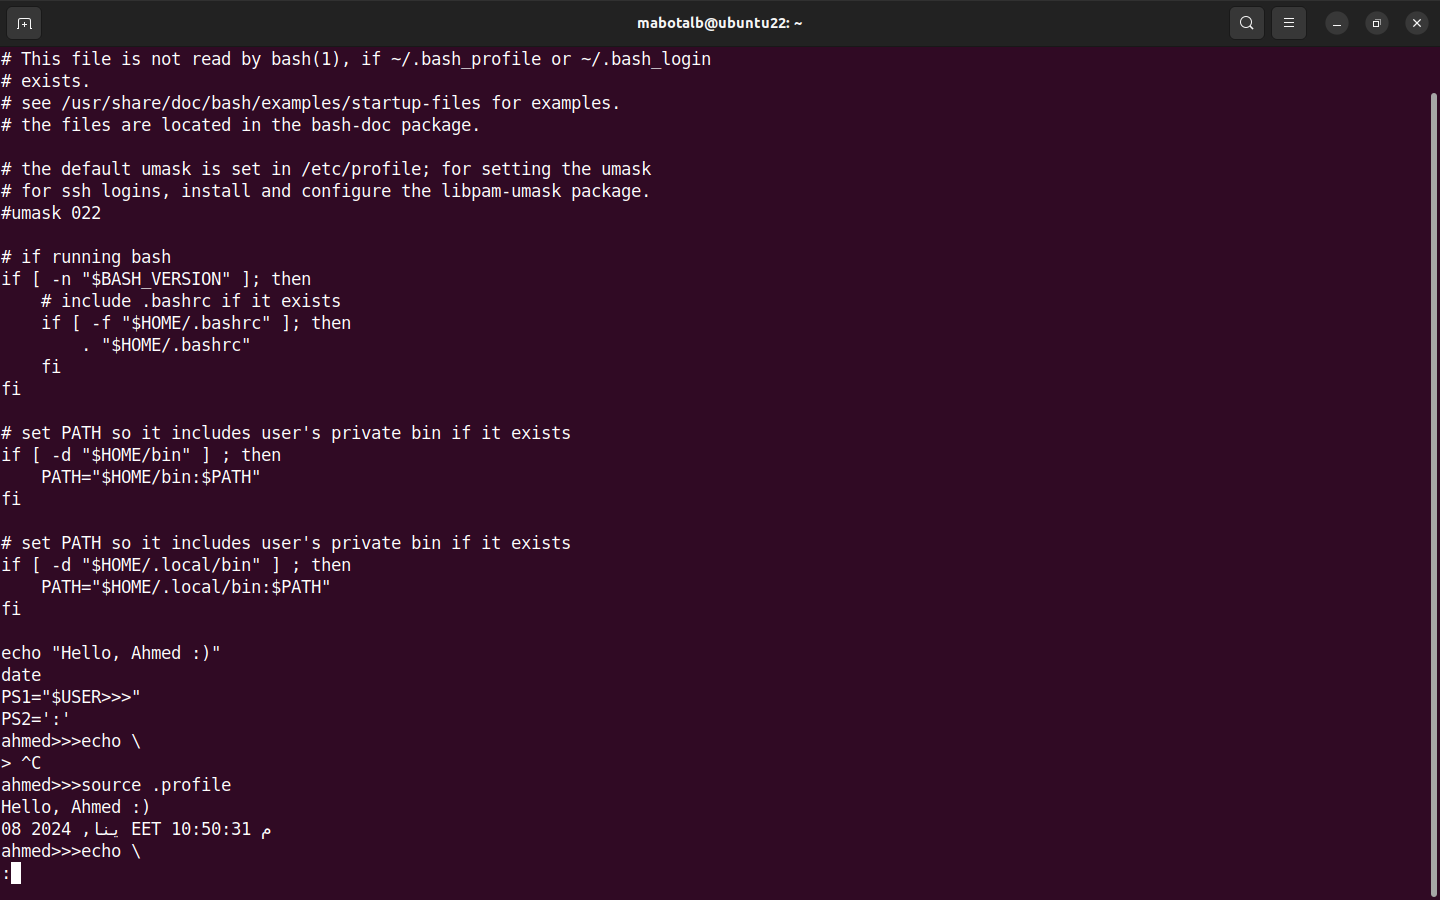 mabotalb@ubuntu22: ~
# This file is not read by bash(1), if ~/.bash_profile or ~/.bash_login
# exists.
# see /usr/share/doc/bash/examples/startup-files for examples.
# the files are located in the bash-doc package.

# the default umask is set in /etc/profile; for setting the umask
# for ssh logins, install and configure the libpam-umask package.
#umask 022

# if running bash
if [ -n "$BASH_VERSION" ]; then
    # include .bashrc if it exists
    if [ -f "$HOME/.bashrc" ]; then
        . "$HOME/.bashrc"
    fi
fi

# set PATH so it includes user's private bin if it exists
if [ -d "$HOME/bin" ] ; then
    PATH="$HOME/bin:$PATH"
fi

# set PATH so it includes user's private bin if it exists
if [ -d "$HOME/.local/bin" ] ; then
    PATH="$HOME/.local/bin:$PATH"
fi

echo "Hello, Ahmed :)"
date
PS1="$USER>>>"
PS2=':'
ahmed>>>echo \
> ^C
ahmed>>>source .profile
Hello, Ahmed :)
08 2024 ,ينا EET 10:50:31 م
ahmed>>>echo \
: